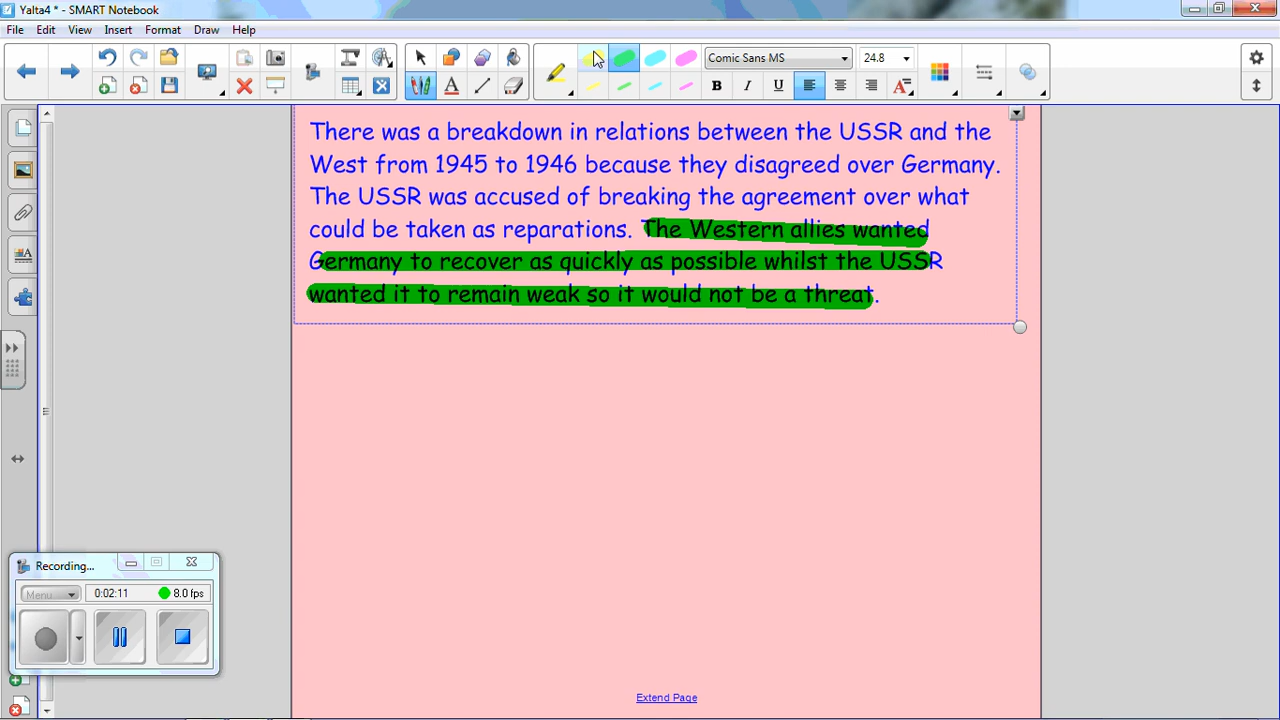 Yalta4 * - SMART Notebook
File Edit View Insert Format Draw Help
Comic Sans MS 24.8
B I U A
There was a breakdown in relations between the USSR and the
West from 1945 to 1946 because they disagreed over Germany.
The USSR was accused of breaking the agreement over what
could be taken as reparations. The Western allies wanted
Germany to recover as quickly as possible whilst the USSR
wanted it to remain weak so it would not be a threat.
Recording...
Menu 0:02:11 8.0 fps
Extend Page